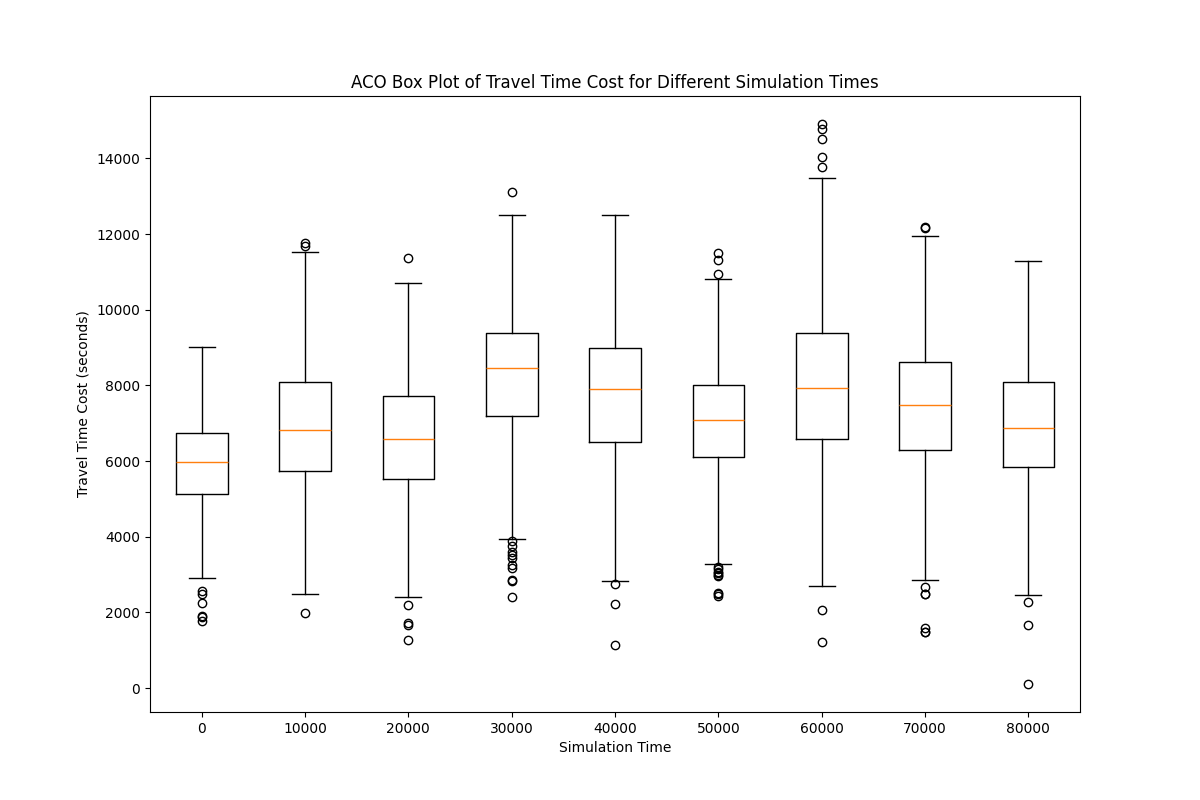 ACO Box Plot of Travel Time Cost for Different Simulation Times
Travel Time Cost (seconds)
14000
12000
10000
8000
6000
4000
2000
0
0 10000 20000 30000 40000 50000 60000 70000 80000
Simulation Time